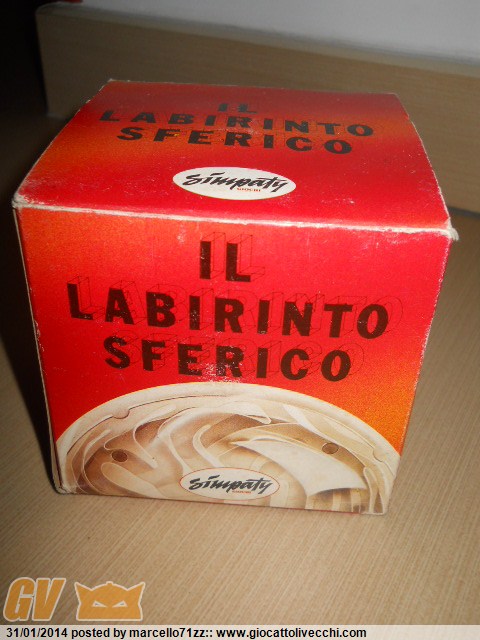 IL
LABIRINTO
SFERICO
Simpaty
IL
LABIRINTO
SFERICO
Simpaty
GV
31/01/2014 posted by marcello71zz:: www.giocattolivecchi.com